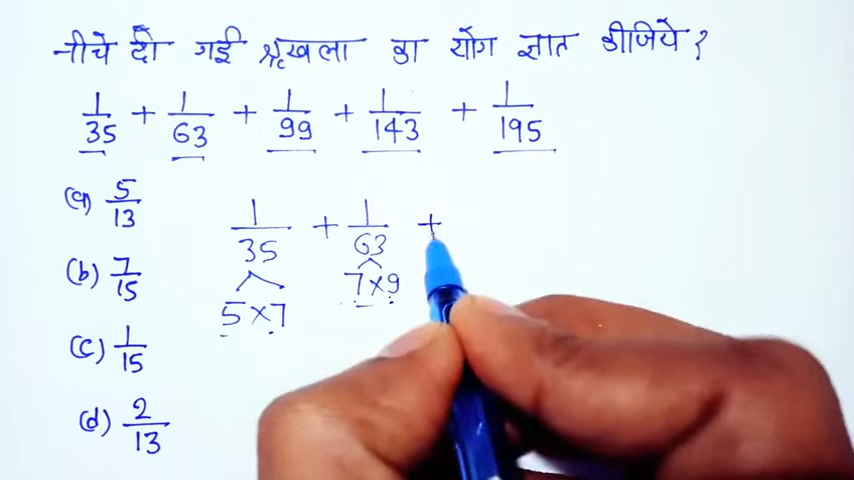 नीचे दी गई श्रृंखला का योग ज्ञात कीजिये ?
1/35 + 1/63 + 1/99 + 1/143 + 1/195
(a) 5/13
1/35 + 1/63 +
(b) 7/15
5×7 7×9
(c) 1/15
(d) 2/13